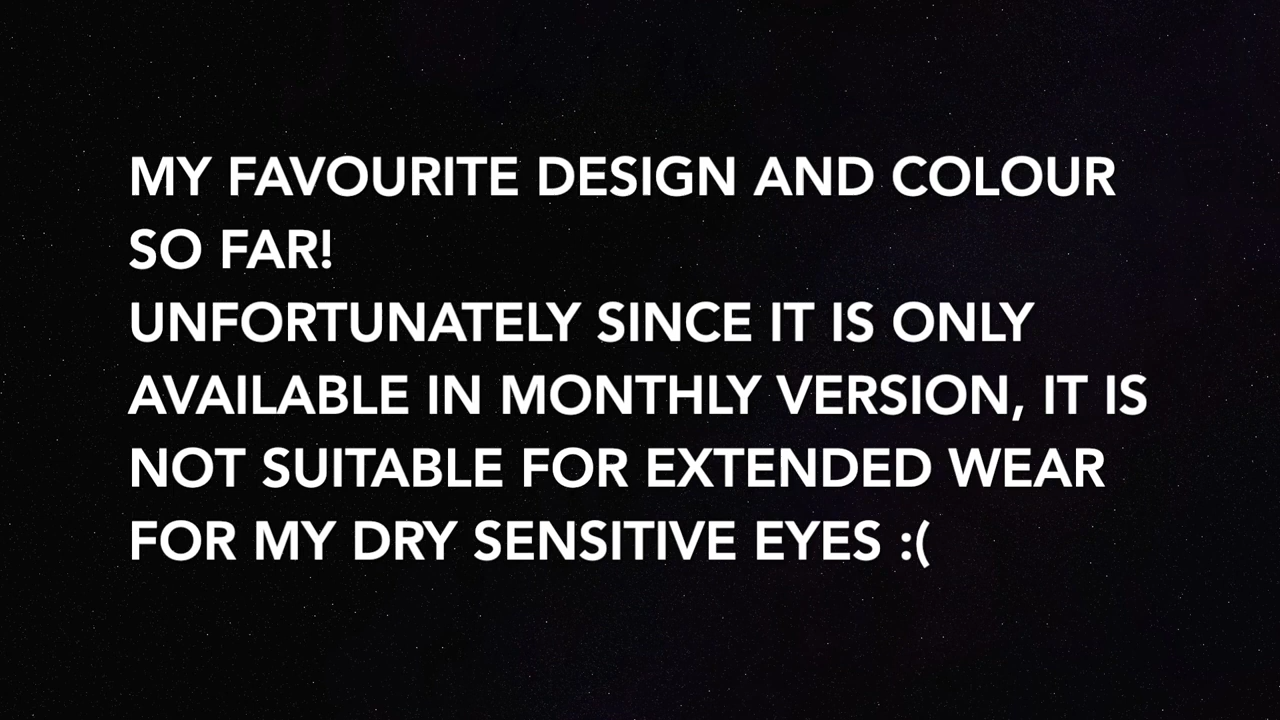 MY FAVOURITE DESIGN AND COLOUR
SO FAR!
UNFORTUNATELY SINCE IT IS ONLY
AVAILABLE IN MONTHLY VERSION, IT IS
NOT SUITABLE FOR EXTENDED WEAR
FOR MY DRY SENSITIVE EYES :(